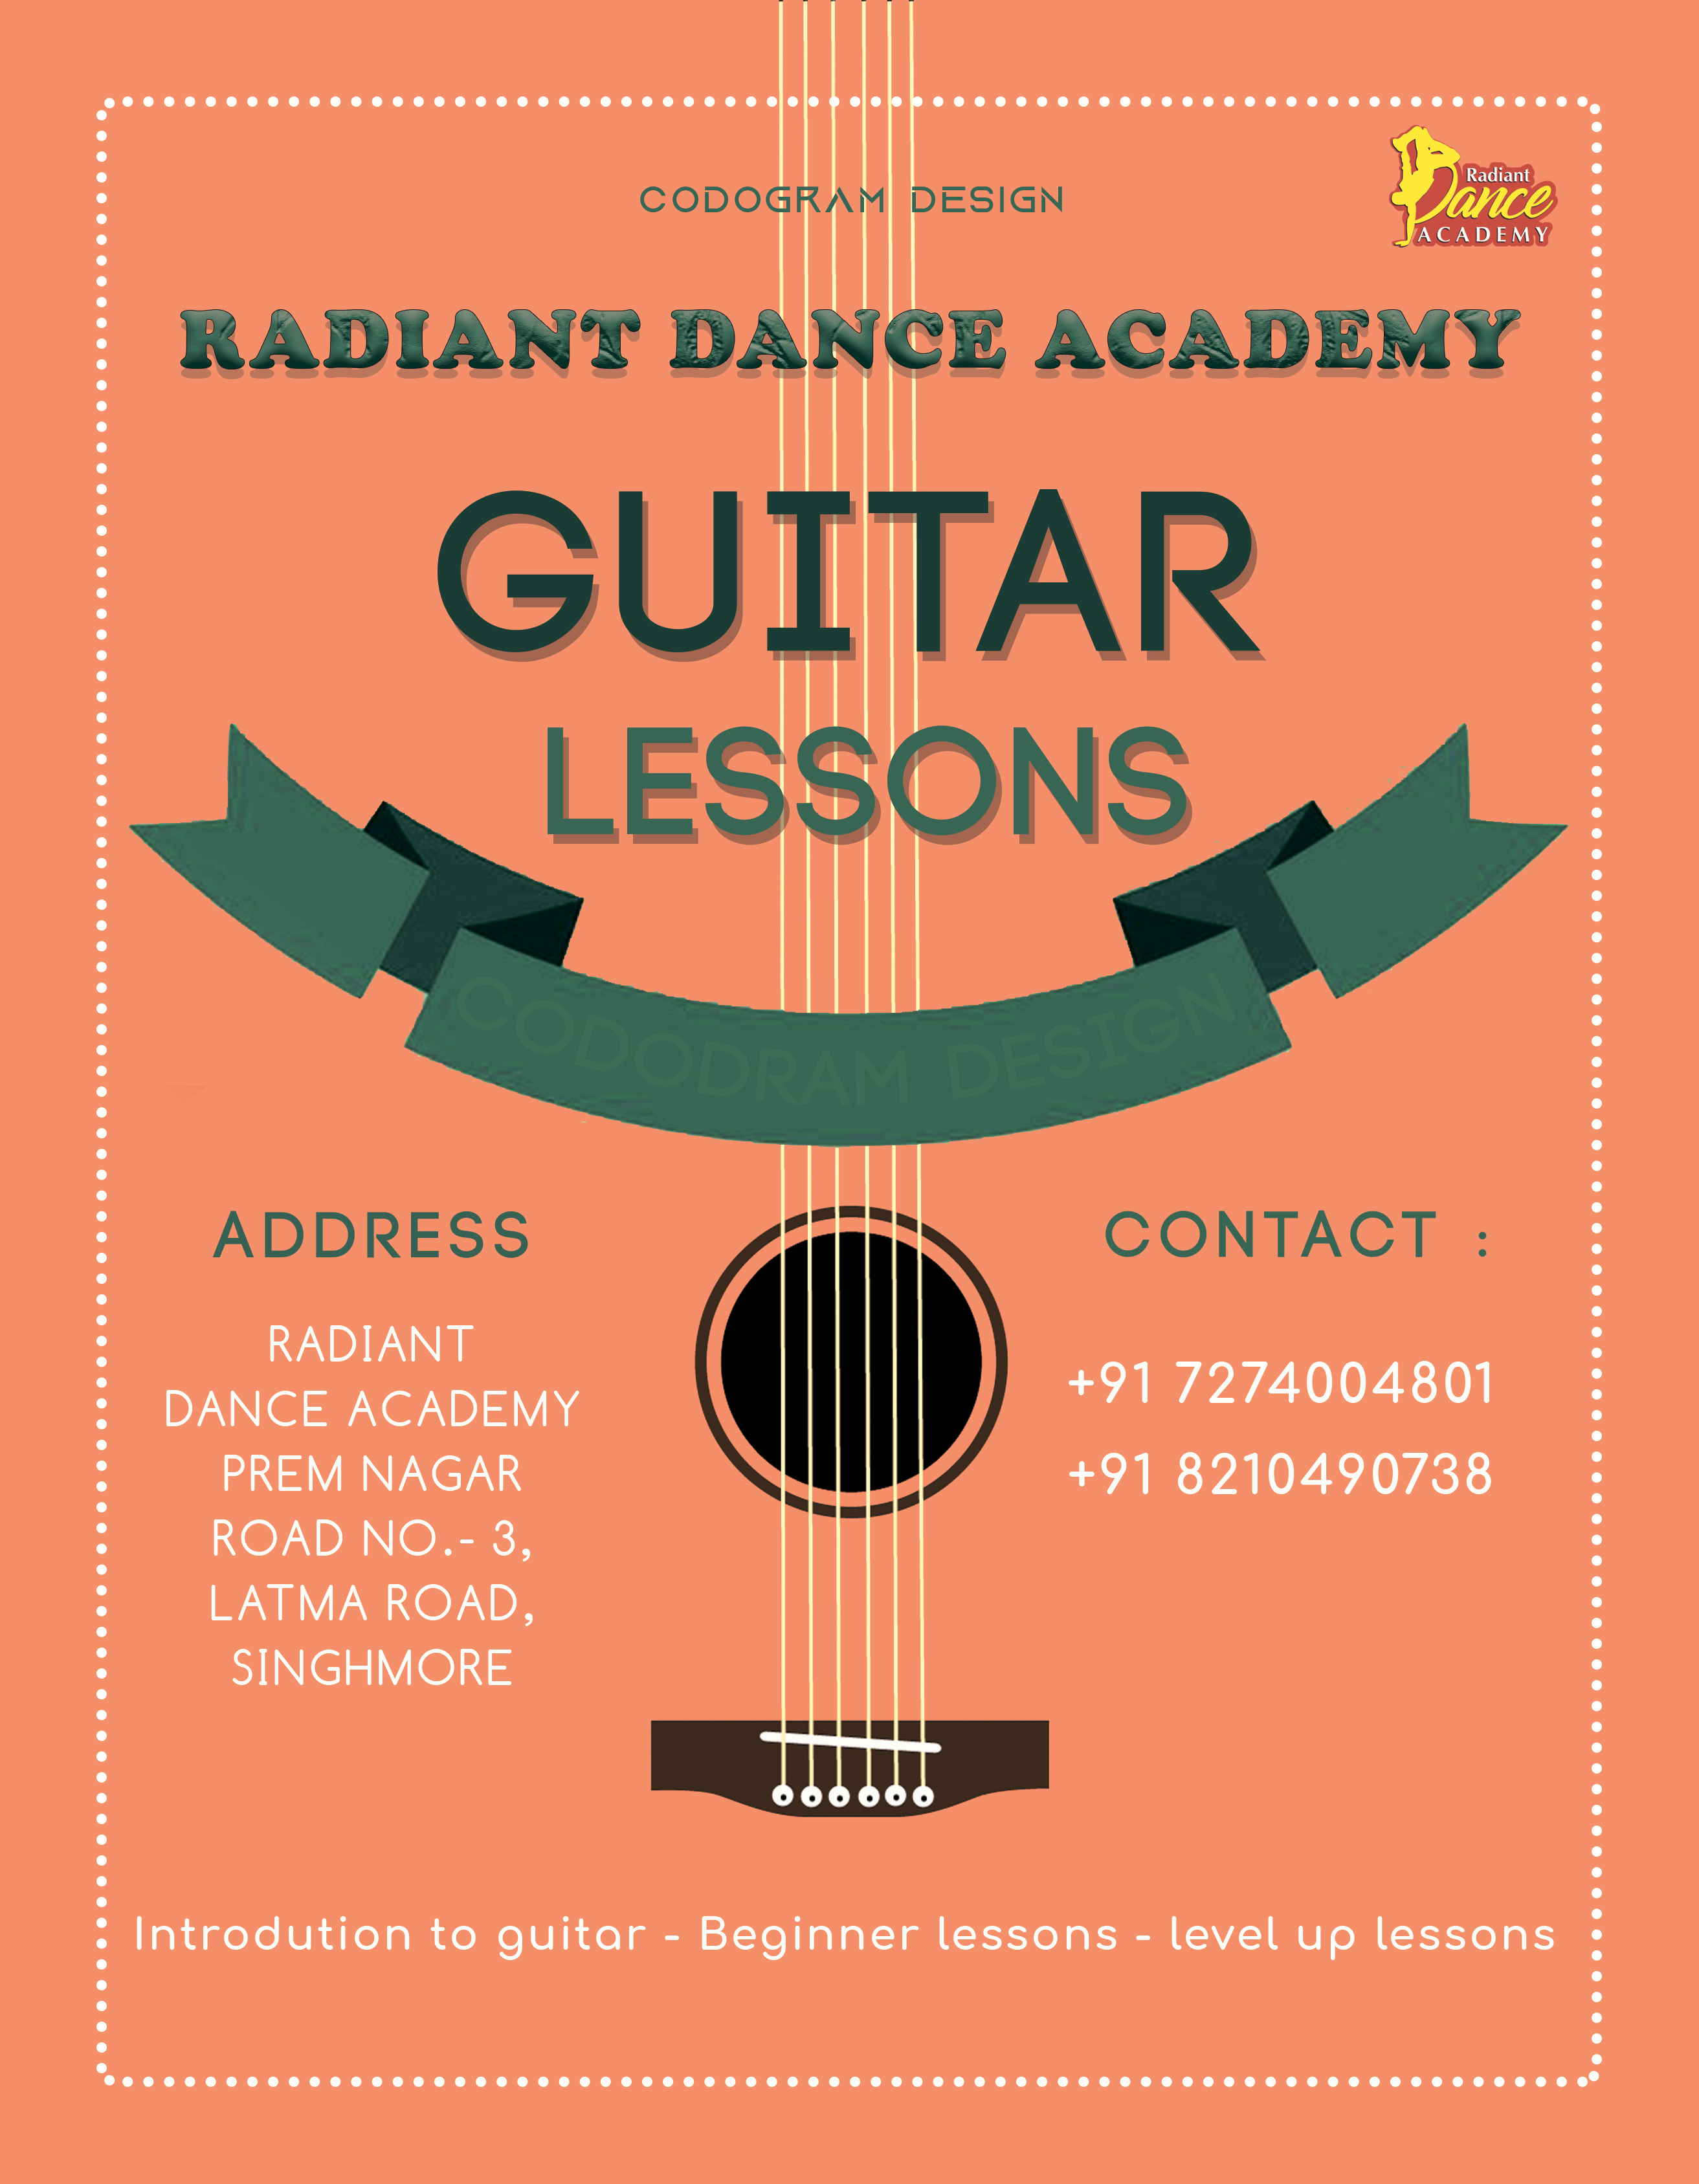 CODOGRAM DESIGN
Radiant
Dance
ACADEMY
RADIANT DANCE ACADEMY
GUITAR
LESSONS
CODODRAM DESIGN
ADDRESS
RADIANT
DANCE ACADEMY
PREM NAGAR
ROAD NO.- 3,
LATMA ROAD,
SINGHMORE
CONTACT :
+91 7274004801
+91 8210490738
Introdution to guitar - Beginner lessons - level up lessons